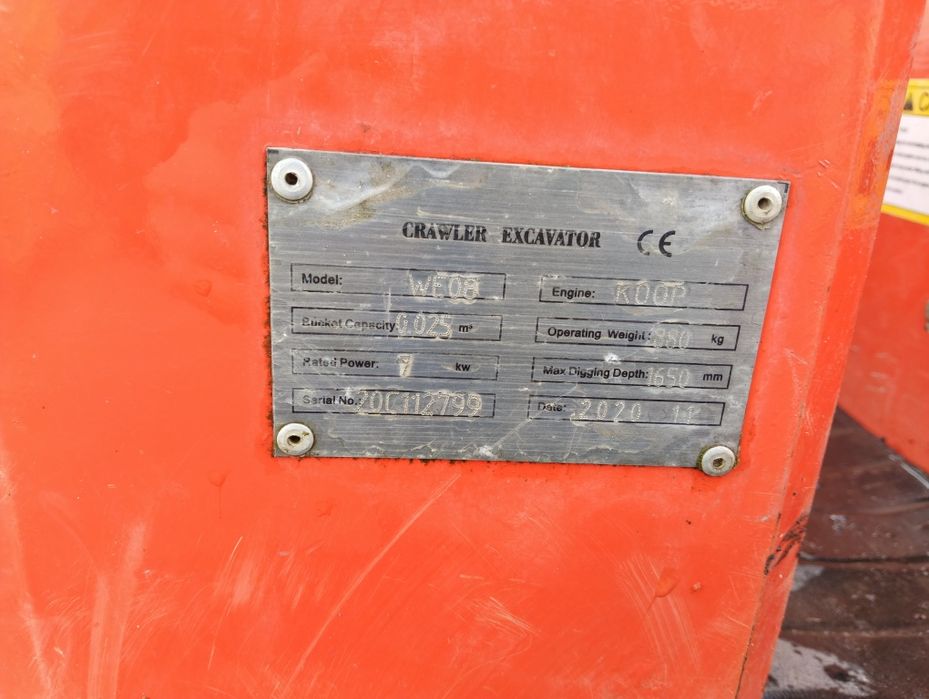 CRAWLER EXCAVATOR CE
Model: WE08
Engine: KOOP
Bucket Capacity: 0.025 m³
Operating Weight: kg
Rated Power: 7 kw
Max Digging Depth: 1650 mm
Serial No.: 20C112799
Date: 2020 11